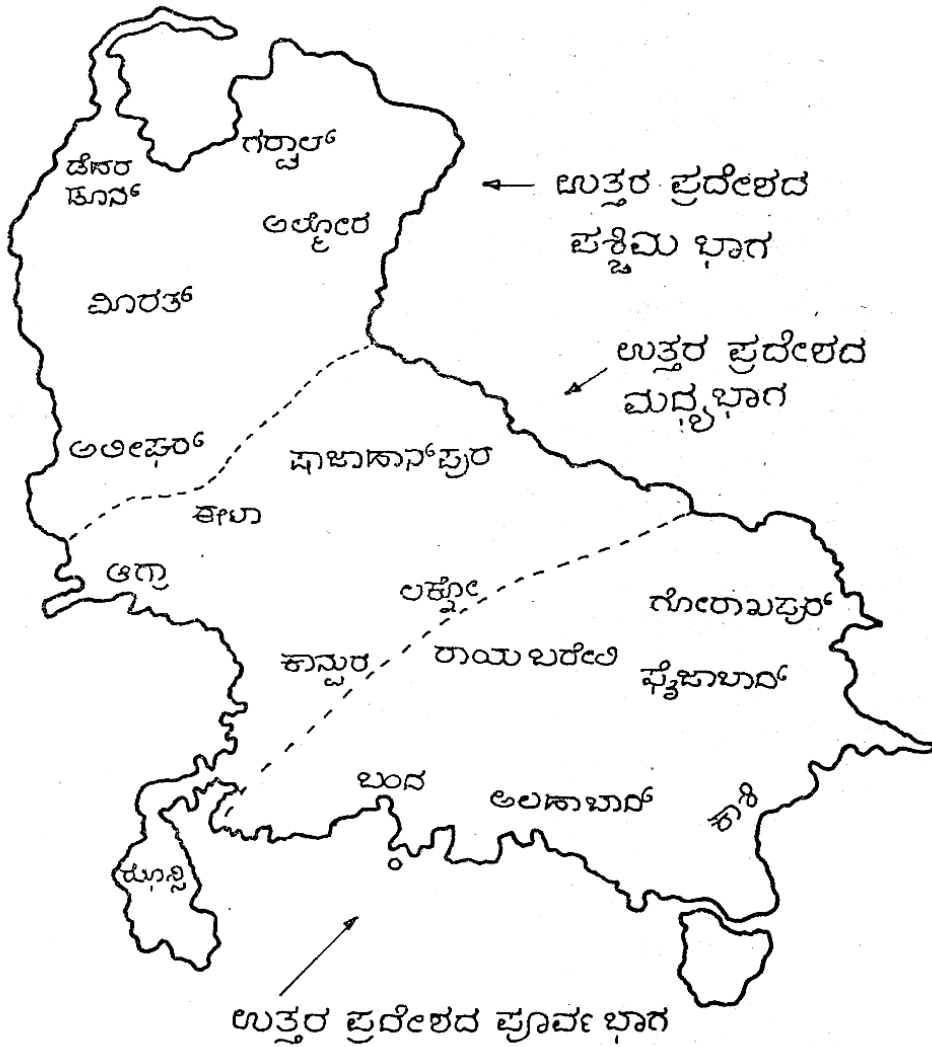 ಗರ್‍ವಾಲ್
ಡೆಹರ
ಡೂನ್
ಉತ್ತರ ಪ್ರದೇಶದ
ಪಶ್ಚಿಮ ಭಾಗ
ಅಲ್ಮೋರ
ಮೀರತ್
ಉತ್ತರ ಪ್ರದೇಶದ
ಮಧ್ಯಭಾಗ
ಅಲೀಘರ್
ಷಾಜಾಹಾನ್‌ಪುರ
ಈಟಾ
ಆಗ್ರಾ
ಲಕ್ನೋ
ಗೋರಾಖಪುರ್
ಕಾನ್ಪುರ
ರಾಯಬರೇಲಿ
ಫೈಜಾಬಾದ್
ಬಂದ
ಅಲಹಾಬಾದ್
ಕಾಶಿ
ಝಾನ್ಸಿ
ಉತ್ತರ ಪ್ರದೇಶದ ಪೂರ್ವ ಭಾಗ